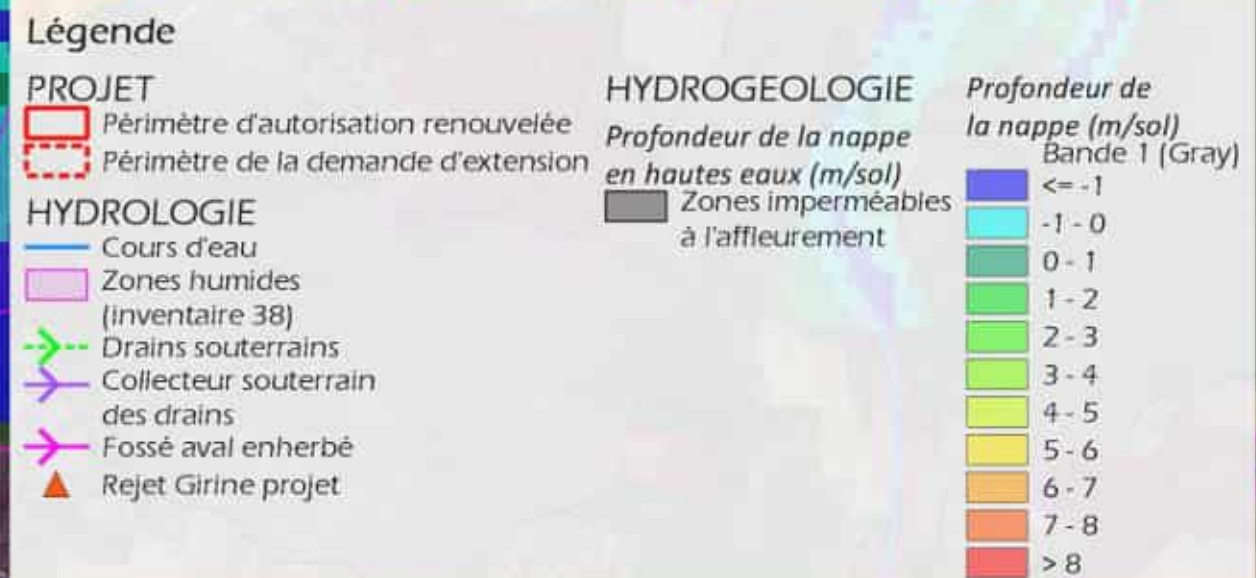 Légende
PROJET
Périmètre d'autorisation renouvelée
Périmètre de la demande d'extension
HYDROLOGIE
Cours d'eau
Zones humides
(inventaire 38)
Drains souterrains
Collecteur souterrain
des drains
Fossé aval enherbé
Rejet Girine projet
HYDROGEOLOGIE
Profondeur de la nappe
en hautes eaux (m/sol)
Zones imperméables
à l'affleurement
Profondeur de
la nappe (m/sol)
Bande 1 (Gray)
<= -1
-1 - 0
0 - 1
1 - 2
2 - 3
3 - 4
4 - 5
5 - 6
6 - 7
7 - 8
> 8